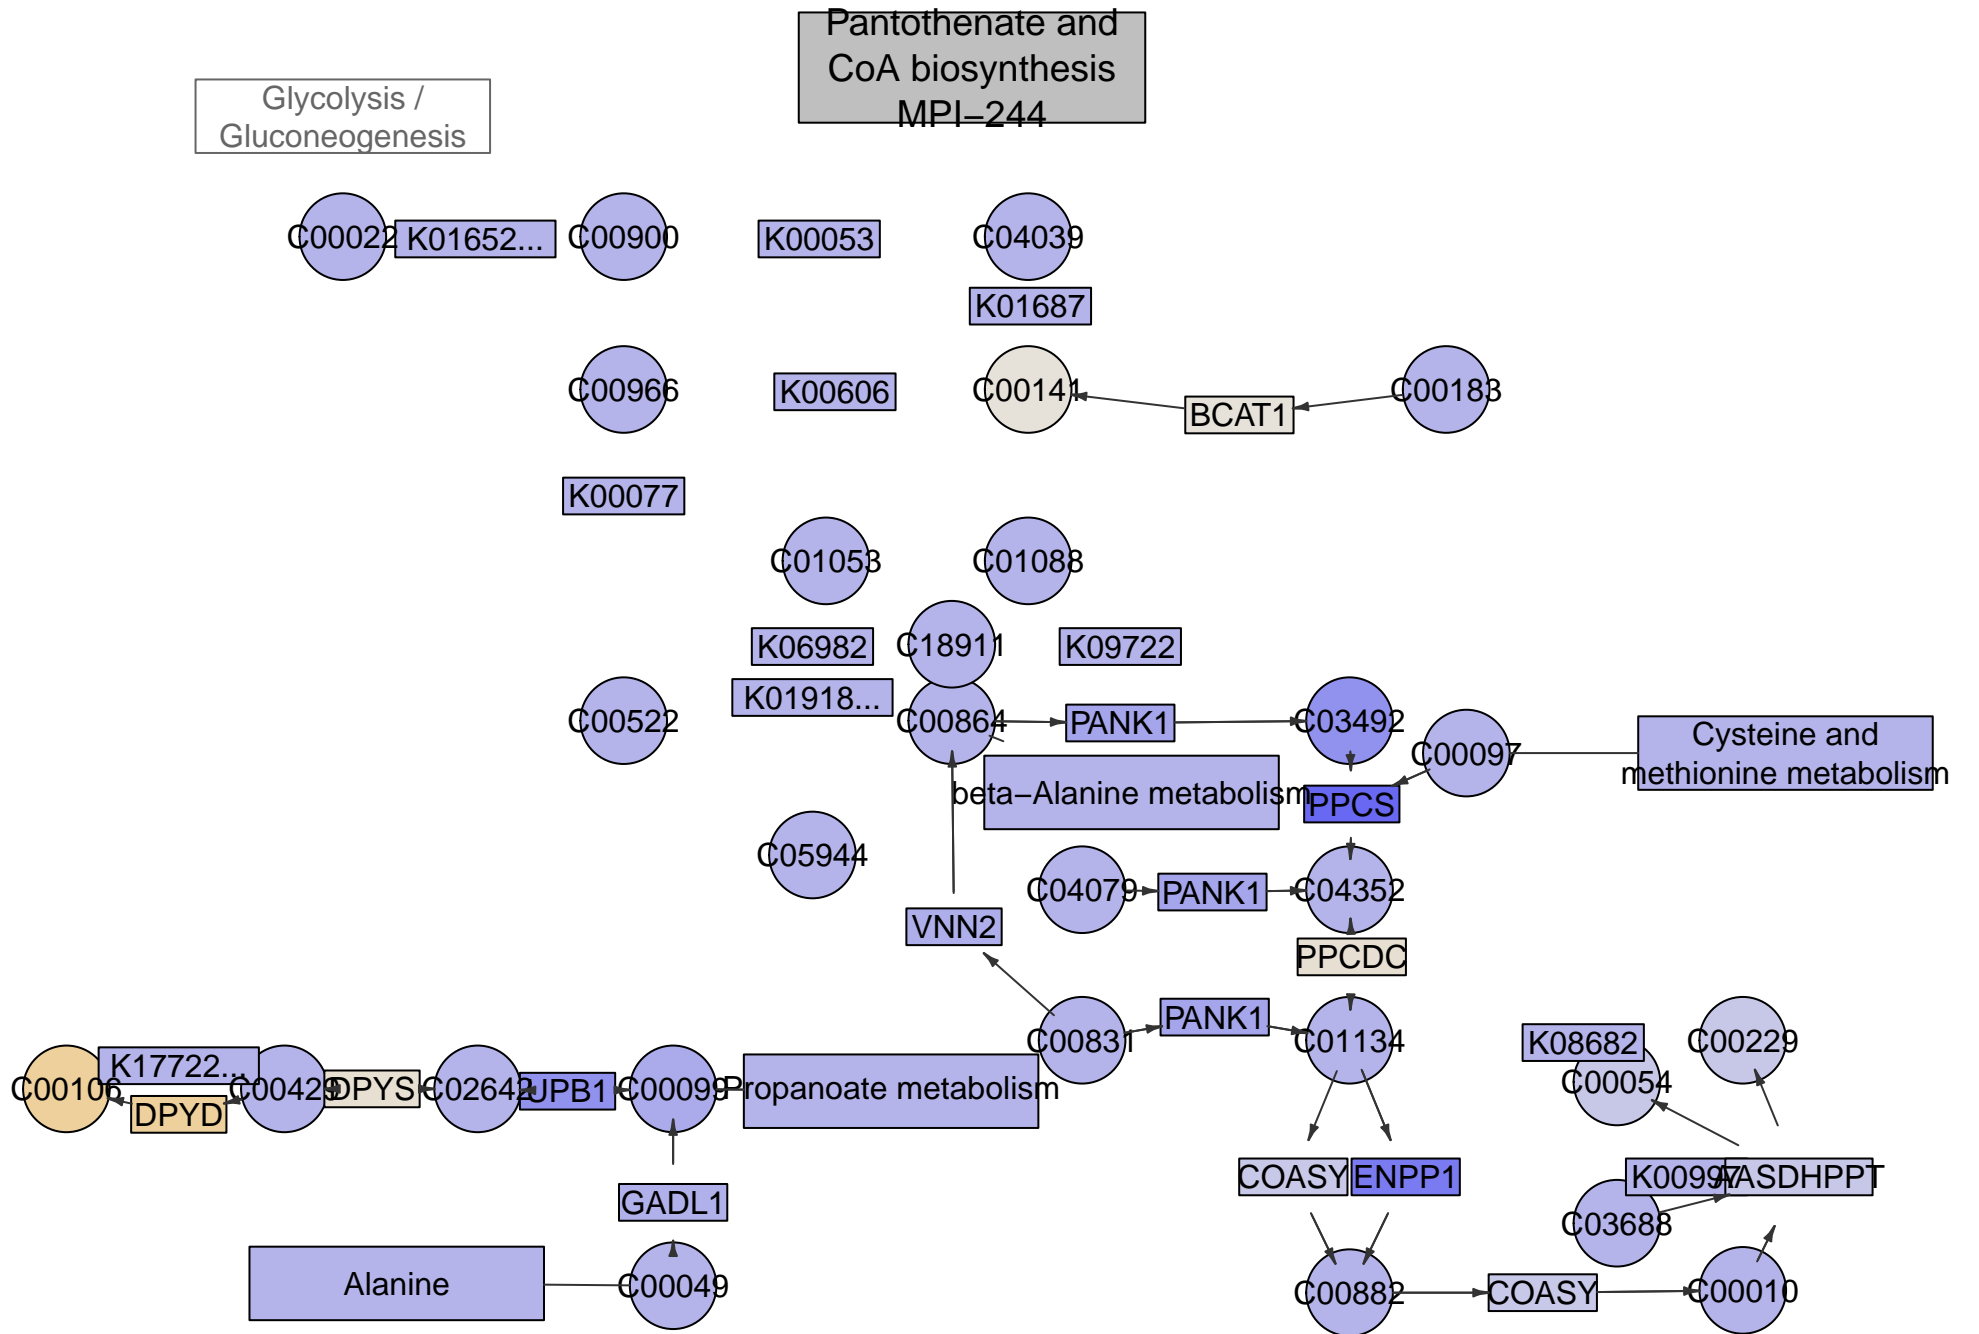 Pantothenate and
CoA biosynthesis
MPI−244
Glycolysis /
Gluconeogenesis
C00022
K01652...
C00900
K00053
C04039
K01687
C00966
K00606
C00141
BCAT1
C00183
K00077
C01053
C01088
K06982
C18911
K09722
K01918...
C00522
C00864
PANK1
C03492
C00097
Cysteine and
methionine metabolism
beta−Alanine metabolism
PPCS
C05944
C04079
PANK1
C04352
VNN2
PPCDC
C00831
PANK1
C01134
K08682
C00229
C00054
C00106
K17722...
DPYD
C00429
DPYS
C02642
UPB1
C00099
Propanoate metabolism
COASY
ENPP1
K00997
AASDHPPT
GADL1
C03688
Alanine
C00049
C00882
COASY
C00010